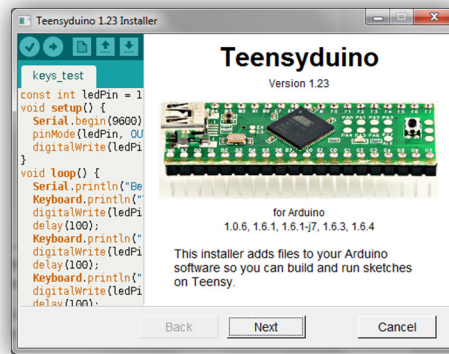 Teensyduino 1.23 Installer
keys_test
const int ledPin = 1
void setup() {
Serial.begin(9600)
pinMode(ledPin, OU
digitalWrite(ledPi
}
void loop() {
Serial.println("Be
Keyboard.println("
digitalWrite(ledPi
delay(100);
Keyboard.println("
digitalWrite(ledPi
delay(100);
Keyboard.println("
digitalWrite(ledPi
delay(100);
Teensyduino
Version 1.23
for Arduino
1.0.6, 1.6.1, 1.6.1-j7, 1.6.3, 1.6.4
This installer adds files to your Arduino
software so you can build and run sketches
on Teensy.
Back
Next
Cancel